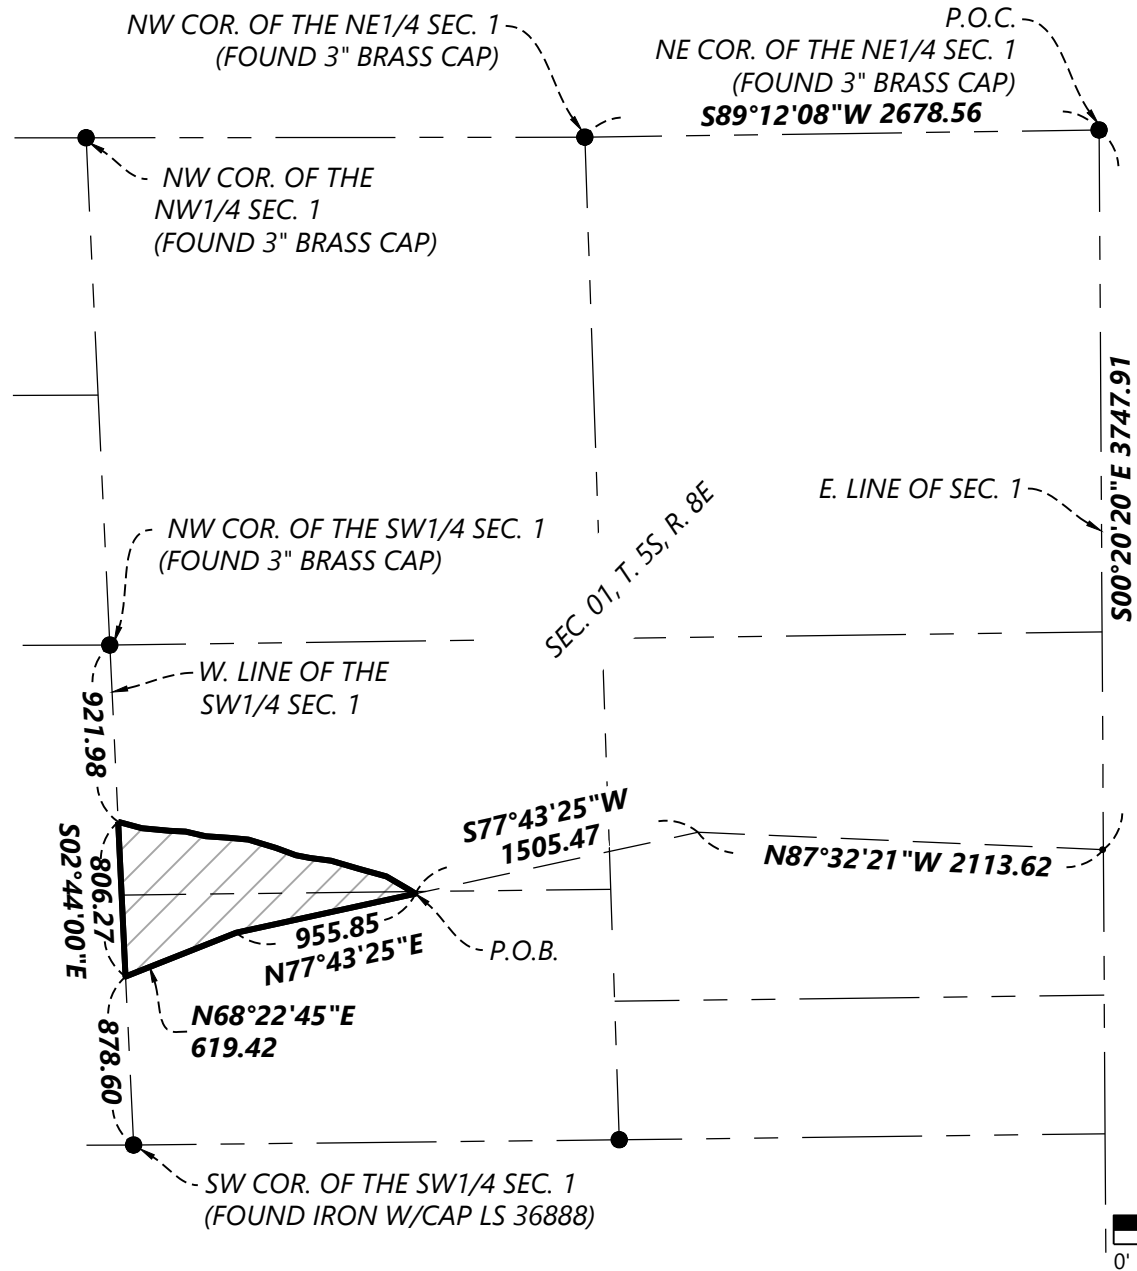 NW COR. OF THE NE1/4 SEC. 1
(FOUND 3" BRASS CAP)
P.O.C.
NE COR. OF THE NE1/4 SEC. 1
(FOUND 3" BRASS CAP)
S89°12'08"W 2678.56
NW COR. OF THE
NW1/4 SEC. 1
(FOUND 3" BRASS CAP)
S00°20'20"E 3747.91
E. LINE OF SEC. 1
SEC. 01, T. 5S, R. 8E
NW COR. OF THE SW1/4 SEC. 1
(FOUND 3" BRASS CAP)
W. LINE OF THE
SW1/4 SEC. 1
921.98
S77°43'25"W
1505.47
N87°32'21"W 2113.62
S02°44'00"E
806.27
955.85
N77°43'25"E
P.O.B.
N68°22'45"E
619.42
878.60
SW COR. OF THE SW1/4 SEC. 1
(FOUND IRON W/CAP LS 36888)
0'